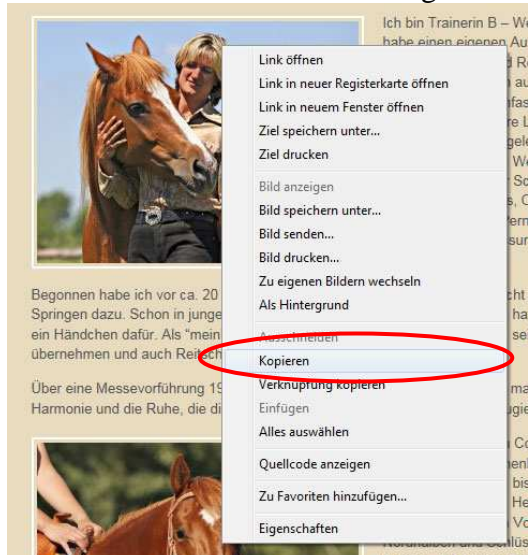 Ich bin Trainerin B – We
habe einen eigenen Au
Link öffnen
Link in neuer Registerkarte öffnen
Link in neuem Fenster öffnen
Ziel speichern unter...
Ziel drucken
Bild anzeigen
Bild speichern unter...
Bild senden...
Bild drucken...
Zu eigenen Bildern wechseln
Als Hintergrund
Ausschneiden
Kopieren
Verknüpfung kopieren
Einfügen
Alles auswählen
Quellcode anzeigen
Zu Favoriten hinzufügen...
Eigenschaften
Begonnen habe ich vor ca. 20
Springen dazu. Schon in junge
ein Händchen dafür. Als "mein
übernehmen und auch Reitsch
Über eine Messevorführung 19
Harmonie und die Ruhe, die di